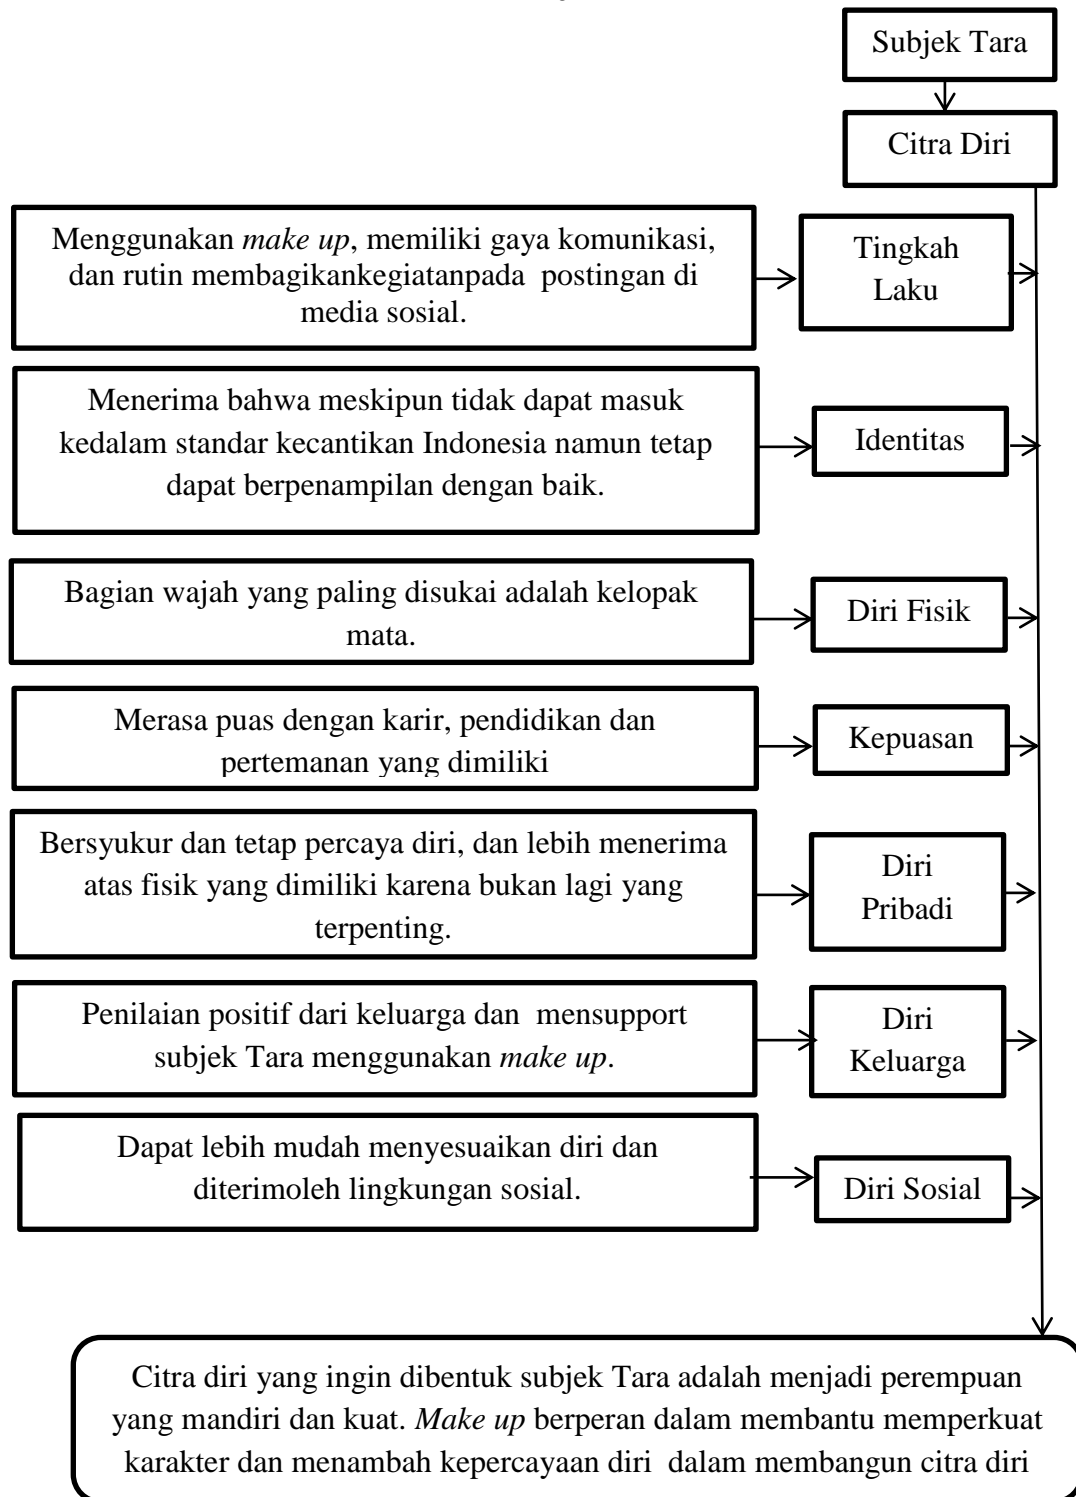 Subjek Tara
Citra Diri
Menggunakan make up, memiliki gaya komunikasi,
dan rutin membagikankegiatanpada postingan di
media sosial.
Tingkah
Laku
Menerima bahwa meskipun tidak dapat masuk
kedalam standar kecantikan Indonesia namun tetap
dapat berpenampilan dengan baik.
Identitas
Bagian wajah yang paling disukai adalah kelopak
mata.
Diri Fisik
Merasa puas dengan karir, pendidikan dan
pertemanan yang dimiliki
Kepuasan
Bersyukur dan tetap percaya diri, dan lebih menerima
atas fisik yang dimiliki karena bukan lagi yang
terpenting.
Diri
Pribadi
Penilaian positif dari keluarga dan mensupport
subjek Tara menggunakan make up.
Diri
Keluarga
Dapat lebih mudah menyesuaikan diri dan
diterimoleh lingkungan sosial.
Diri Sosial
Citra diri yang ingin dibentuk subjek Tara adalah menjadi perempuan
yang mandiri dan kuat. Make up berperan dalam membantu memperkuat
karakter dan menambah kepercayaan diri dalam membangun citra diri